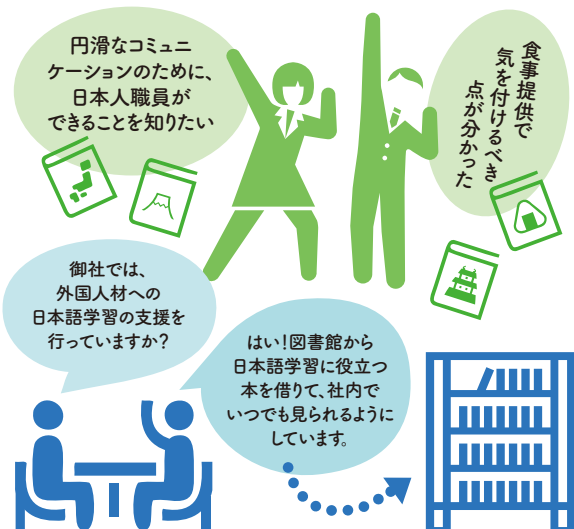 円滑なコミュニ
ケーションのために、
日本人職員が
できることを知りたい
食事提供で
気を付けるべき
点が分かった
御社では、
外国人材への
日本語学習の支援を
行っていますか?
はい!図書館から
日本語学習に役立つ
本を借りて、社内で
いつでも見られるように
しています。